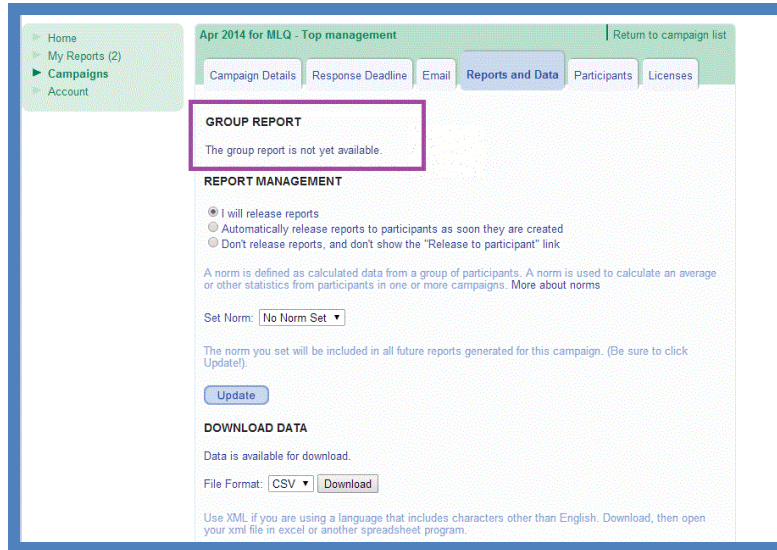 Home
My Reports (2)
Campaigns
Account
Apr 2014 for MLQ - Top management
Return to campaign list
Campaign Details
Response Deadline
Email
Reports and Data
Participants
Licenses
GROUP REPORT
The group report is not yet available.
REPORT MANAGEMENT
I will release reports
Automatically release reports to participants as soon they are created
Don't release reports, and don't show the "Release to participant" link
A norm is defined as calculated data from a group of participants. A norm is used to calculate an average
or other statistics from participants in one or more campaigns. More about norms
Set Norm: No Norm Set
The norm you set will be included in all future reports generated for this campaign. (Be sure to click
Update!).
Update
DOWNLOAD DATA
Data is available for download.
File Format: CSV Download
Use XML if you are using a language that includes characters other than English. Download, then open
your xml file in excel or another spreadsheet program.